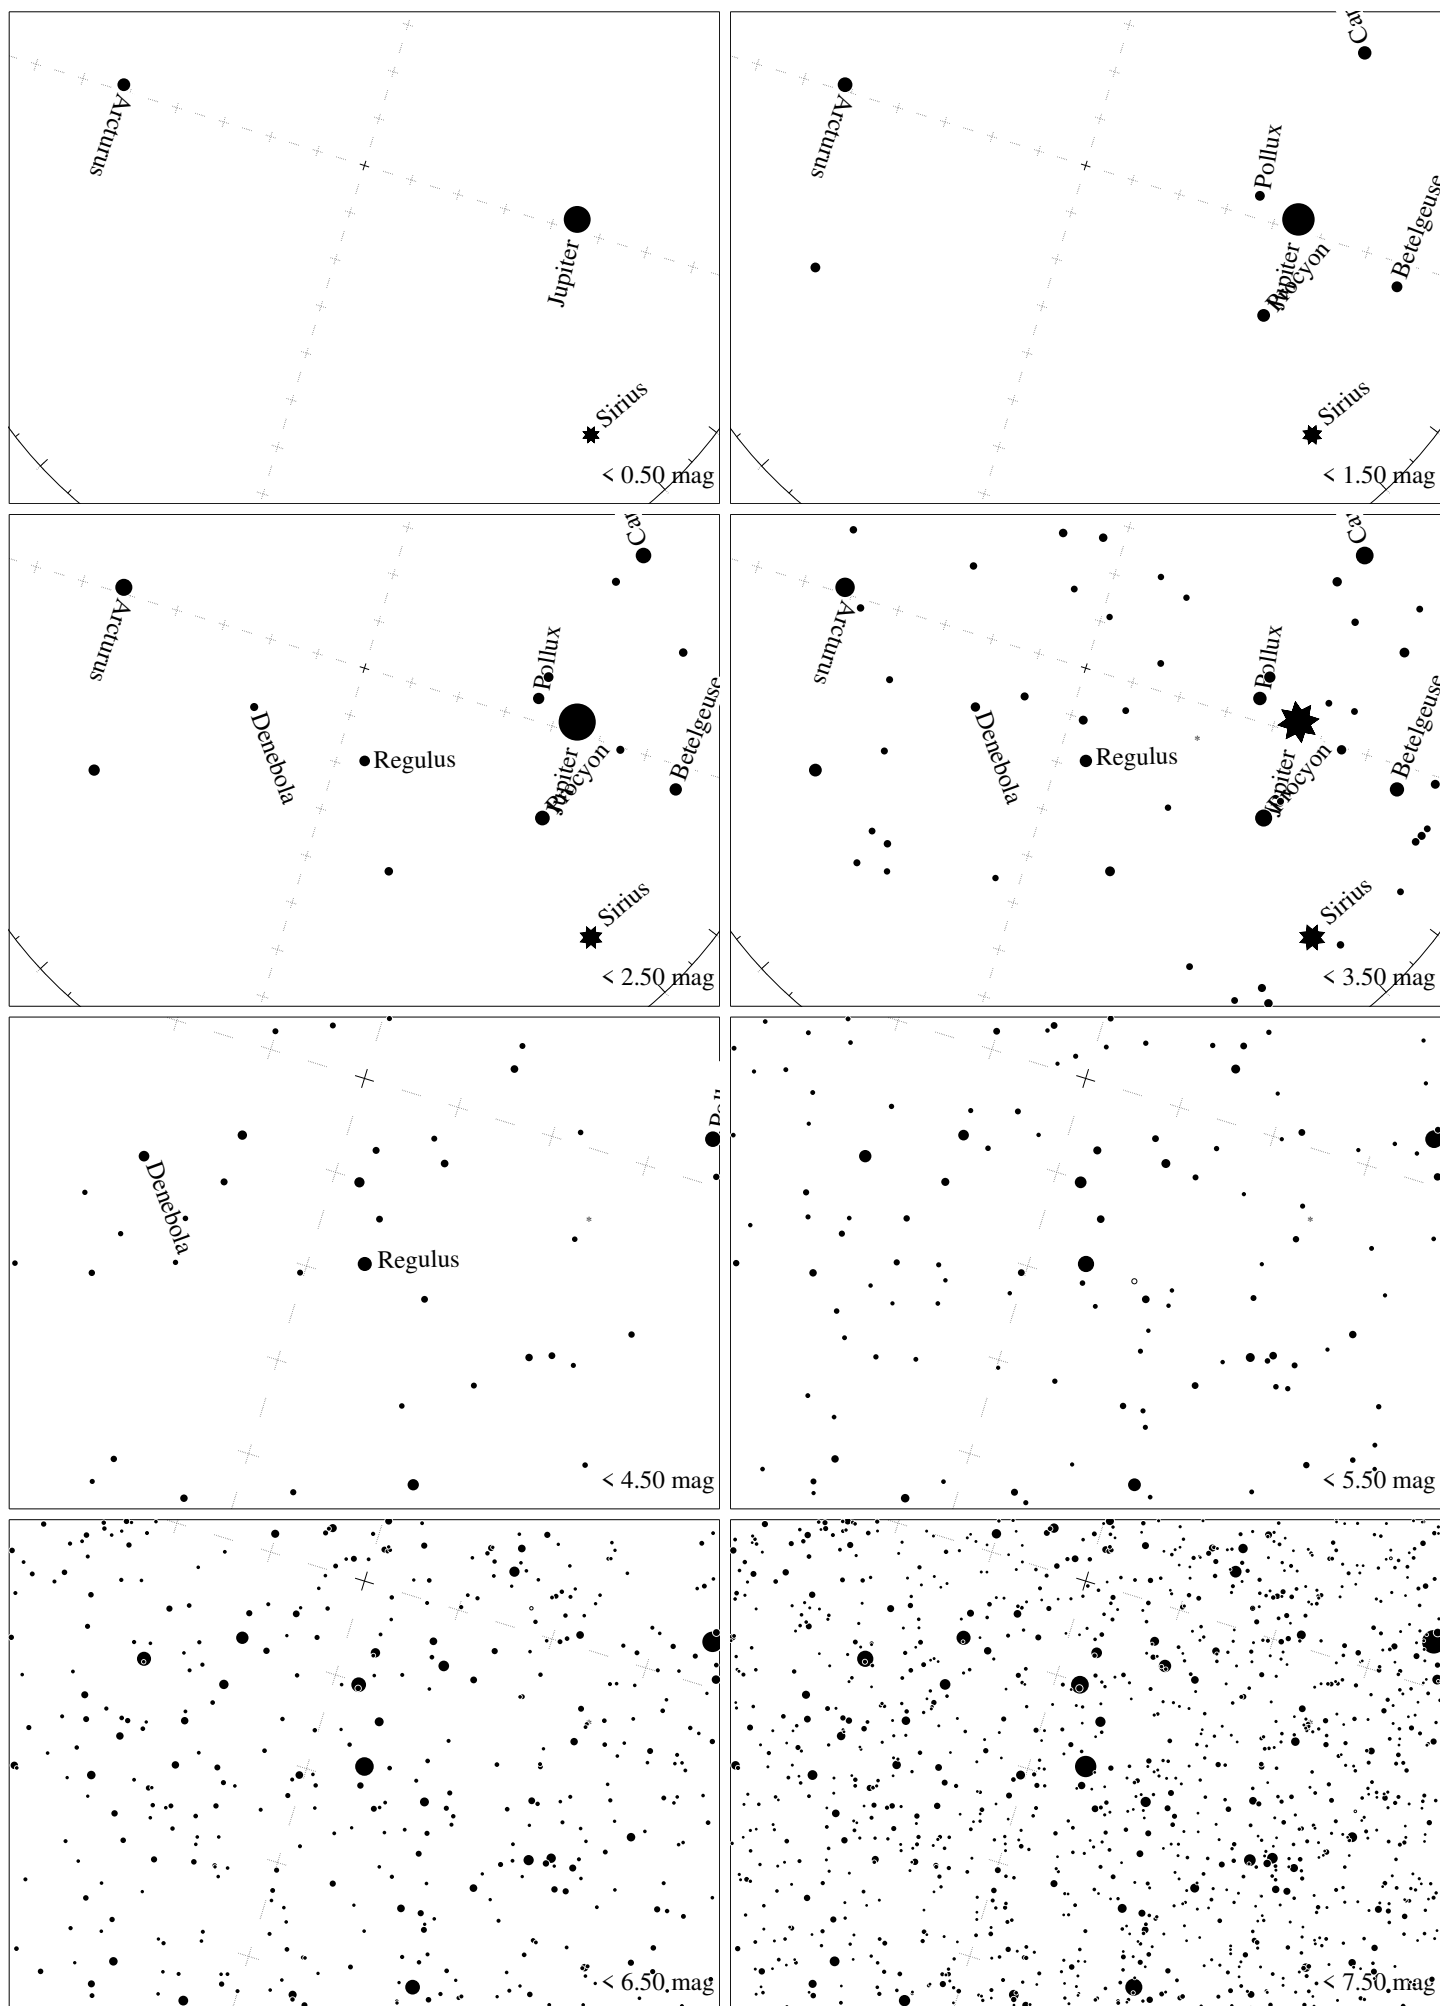 Arcturus
Jupiter
Sirius
< 0.50 mag
Arcturus
Pollux
Jupiter
Procyon
Betelgeuse
Sirius
< 1.50 mag
Arcturus
Pollux
Denebola
Regulus
Jupiter
Procyon
Betelgeuse
Sirius
< 2.50 mag
Arcturus
Pollux
Denebola
Regulus
Jupiter
Procyon
Betelgeuse
Sirius
< 3.50 mag
Denebola
Regulus
< 4.50 mag
< 5.50 mag
< 6.50 mag
< 7.50 mag